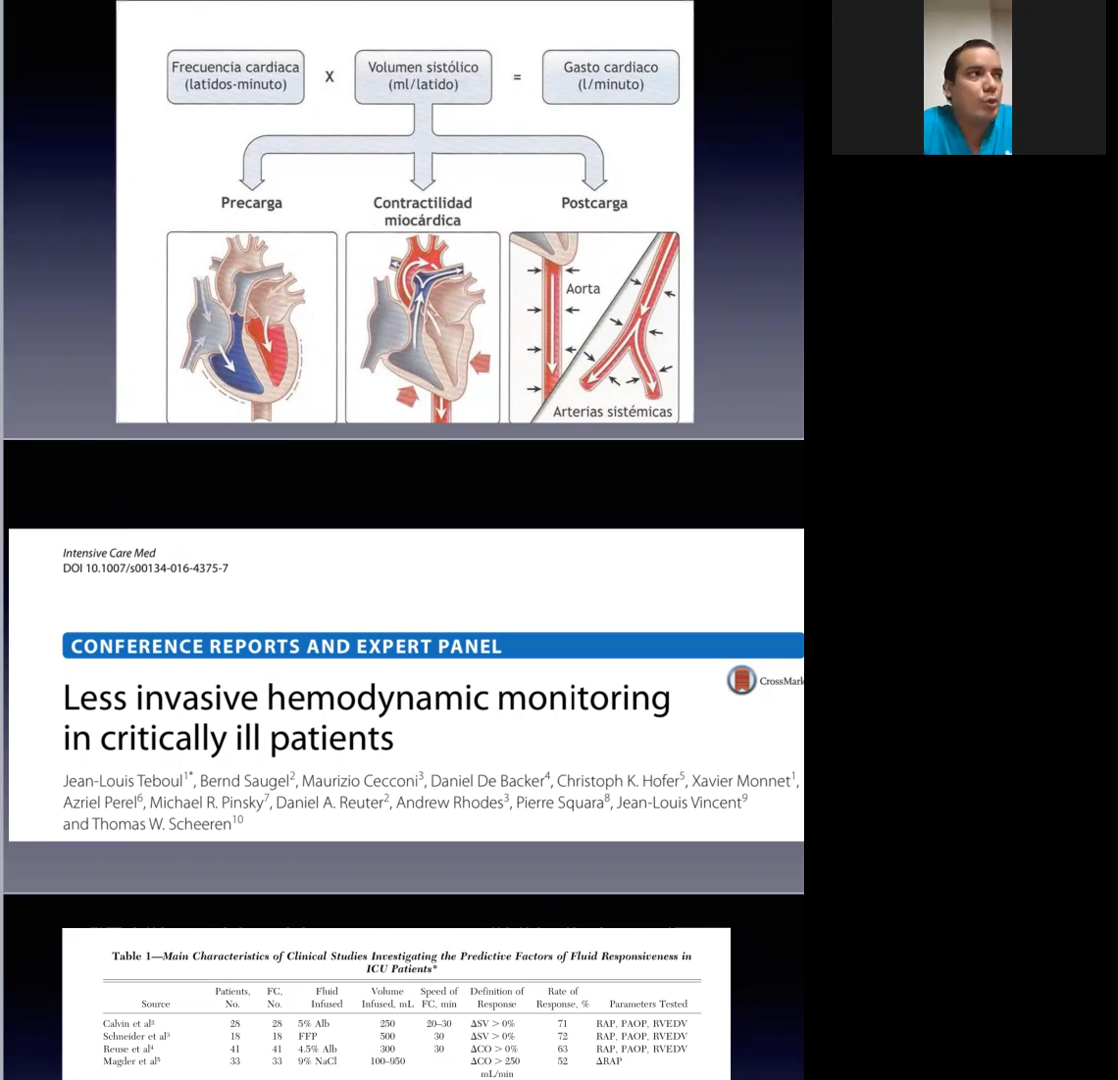 Frecuencia cardiaca
(latidos-minuto)
X
Volumen sistólico
(ml/latido)
=
Gasto cardiaco
(l/minuto)
Precarga
Contractilidad
miocárdica
Postcarga
Aorta
Arterias sistémicas
Intensive Care Med
DOI 10.1007/s00134-016-4375-7
CONFERENCE REPORTS AND EXPERT PANEL
CrossMark
Less invasive hemodynamic monitoring
in critically ill patients
Jean-Louis Teboul1*, Bernd Saugel2, Maurizio Cecconi3, Daniel De Backer4, Christoph K. Hofer5, Xavier Monnet1,
Azriel Perel6, Michael R. Pinsky7, Daniel A. Reuter2, Andrew Rhodes3, Pierre Squara8, Jean-Louis Vincent9
and Thomas W. Scheeren10
Table 1—Main Characteristics of Clinical Studies Investigating the Predictive Factors of Fluid Responsiveness in
ICU Patients*
Patients, FC, Fluid Volume Speed of Definition of Rate of
Source No. No. Infused Infused, mL FC, min Response Response, % Parameters Tested
Calvin et al2 28 28 5% Alb 250 20–30 ΔSV > 0% 71 RAP, PAOP, RVEDV
Schneider et al3 18 18 FFP 500 30 ΔSV > 0% 72 RAP, PAOP, RVEDV
Reuse et al4 41 41 4.5% Alb 300 30 ΔCO > 0% 63 RAP, PAOP, RVEDV
Magder et al5 33 33 9% NaCl 100–950 ΔCO > 250 52 ΔRAP
mL/min